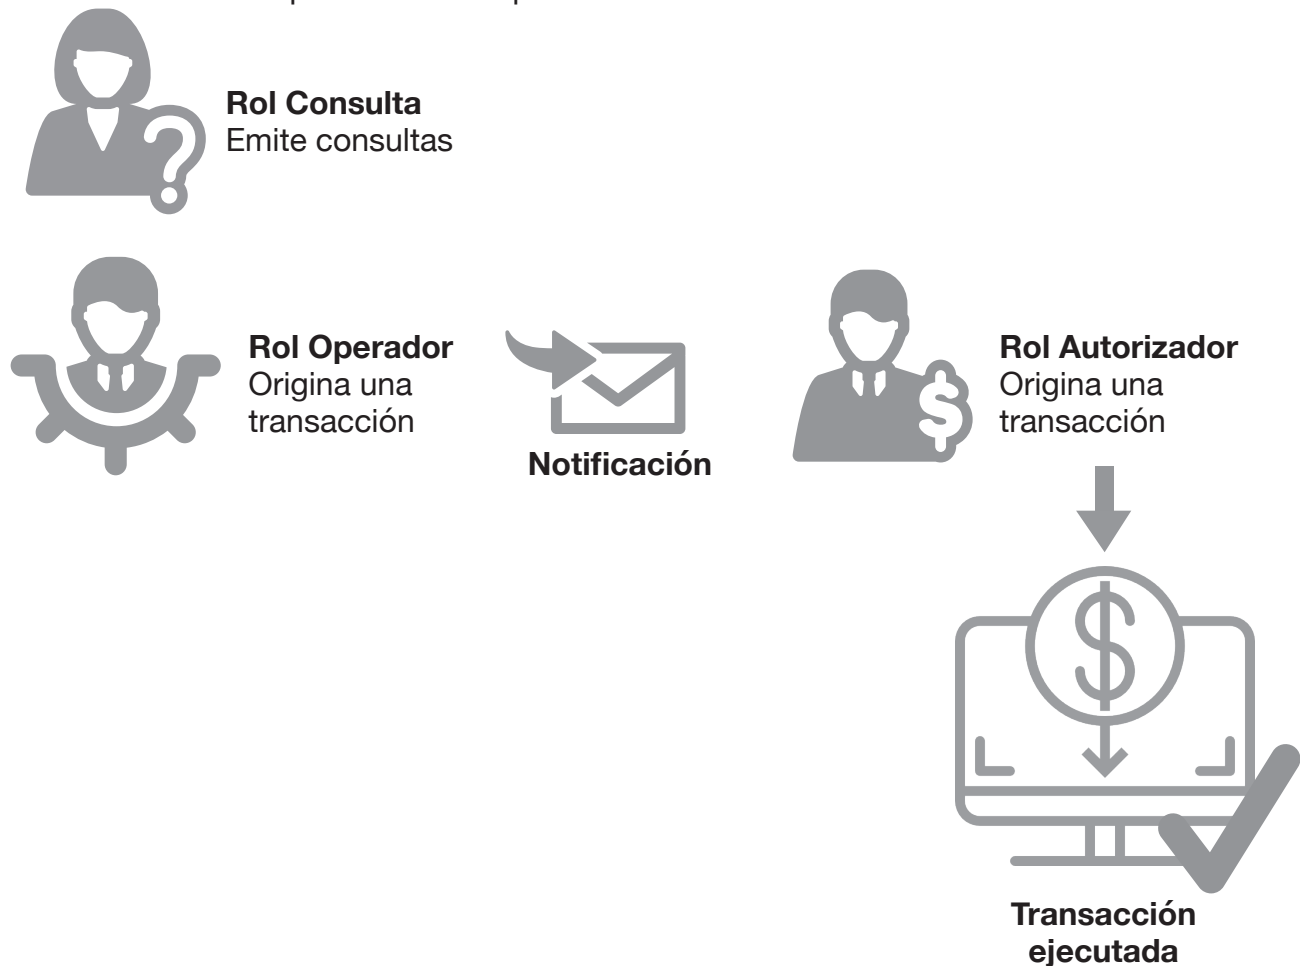 Rol Consulta
Emite consultas
Rol Operador
Origina una
transacción
Notificación
Rol Autorizador
Origina una
transacción
Transacción
ejecutada